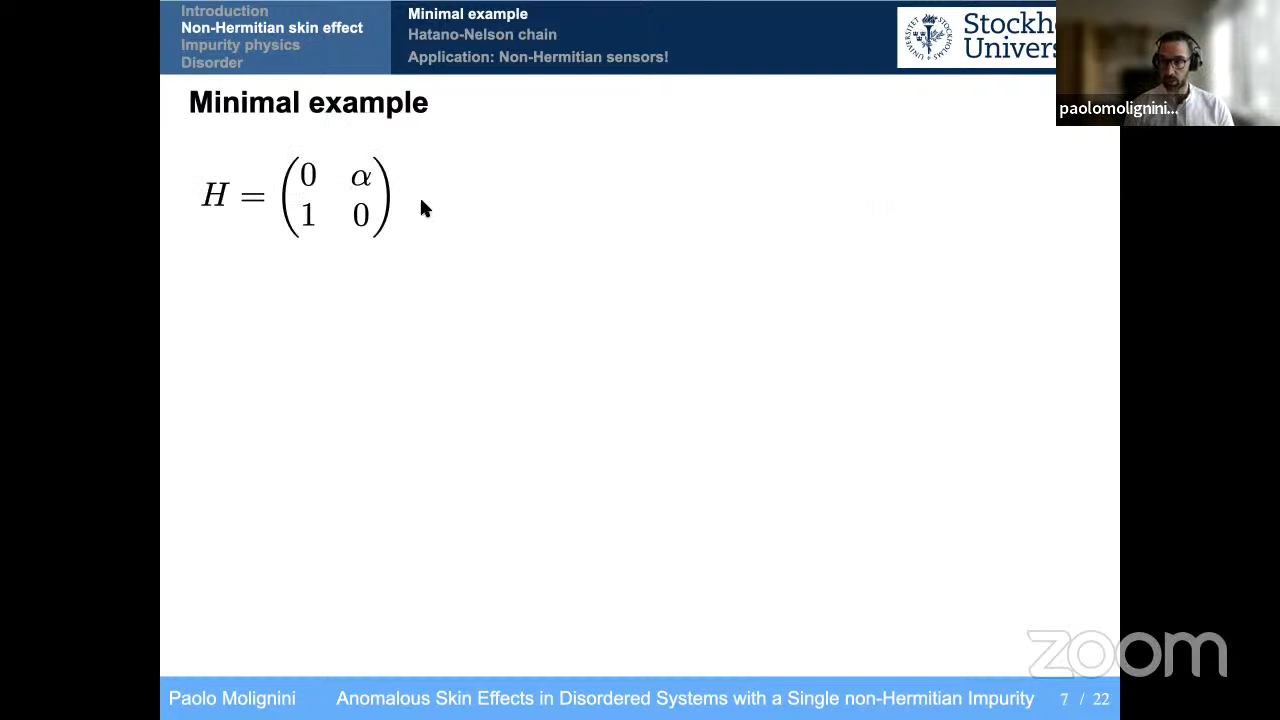 Introduction
Non-Hermitian skin effect
Impurity physics
Disorder
Minimal example
Hatano-Nelson chain
Application: Non-Hermitian sensors!
Stockho
Univers
paolomolignini...
Minimal example
H = ( 0 α
1 0 )
zoom
Paolo Molignini Anomalous Skin Effects in Disordered Systems with a Single non-Hermitian Impurity 7 / 22